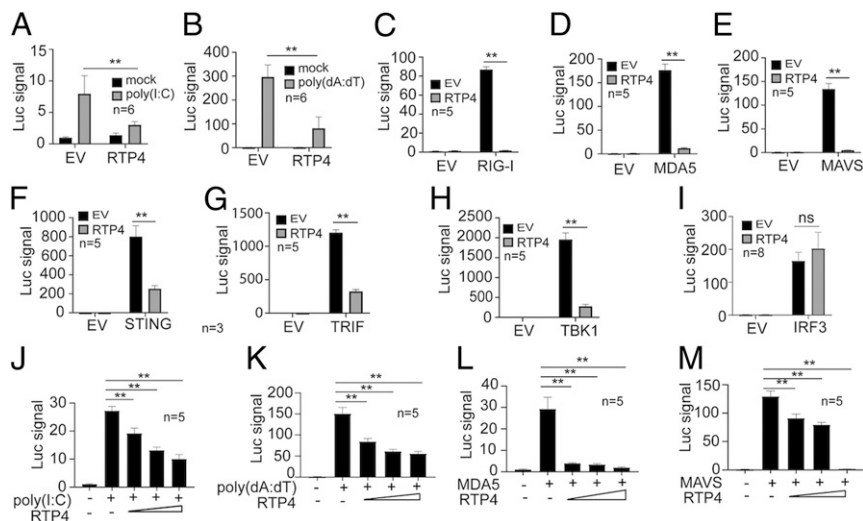 A
Luc signal
15
10
5
0
**
mock
poly(I:C)
n=6
EV
RTP4
B
Luc signal
400
300
200
100
0
**
mock
poly(dA:dT)
n=6
EV
RTP4
C
Luc signal
100
80
60
40
20
0
**
EV
RTP4
n=5
EV
RIG-I
D
Luc signal
200
150
100
50
0
**
EV
RTP4
n=5
EV
MDA5
E
Luc signal
200
150
100
50
0
**
EV
RTP4
n=5
EV
MAVS
F
Luc signal
1000
800
600
400
200
0
**
EV
RTP4
n=5
EV
STING
G
Luc signal
1500
1000
500
0
**
EV
RTP4
n=5
EV
TRIF
n=3
H
Luc signal
2500
2000
1500
1000
500
0
**
EV
RTP4
n=5
EV
TBK1
I
Luc signal
300
200
100
0
ns
EV
RTP4
n=8
EV
IRF3
J
Luc signal
40
30
20
10
0
**
**
**
n=5
poly(I:C) - + + + +
RTP4 -
K
Luc signal
250
200
150
100
50
0
**
**
**
n=5
poly(dA:dT) - + + + +
RTP4 -
L
Luc signal
40
30
20
10
0
**
**
**
n=5
MDA5 - + + + +
RTP4 -
M
Luc signal
150
100
50
0
**
**
**
n=5
MAVS - + + + +
RTP4 -